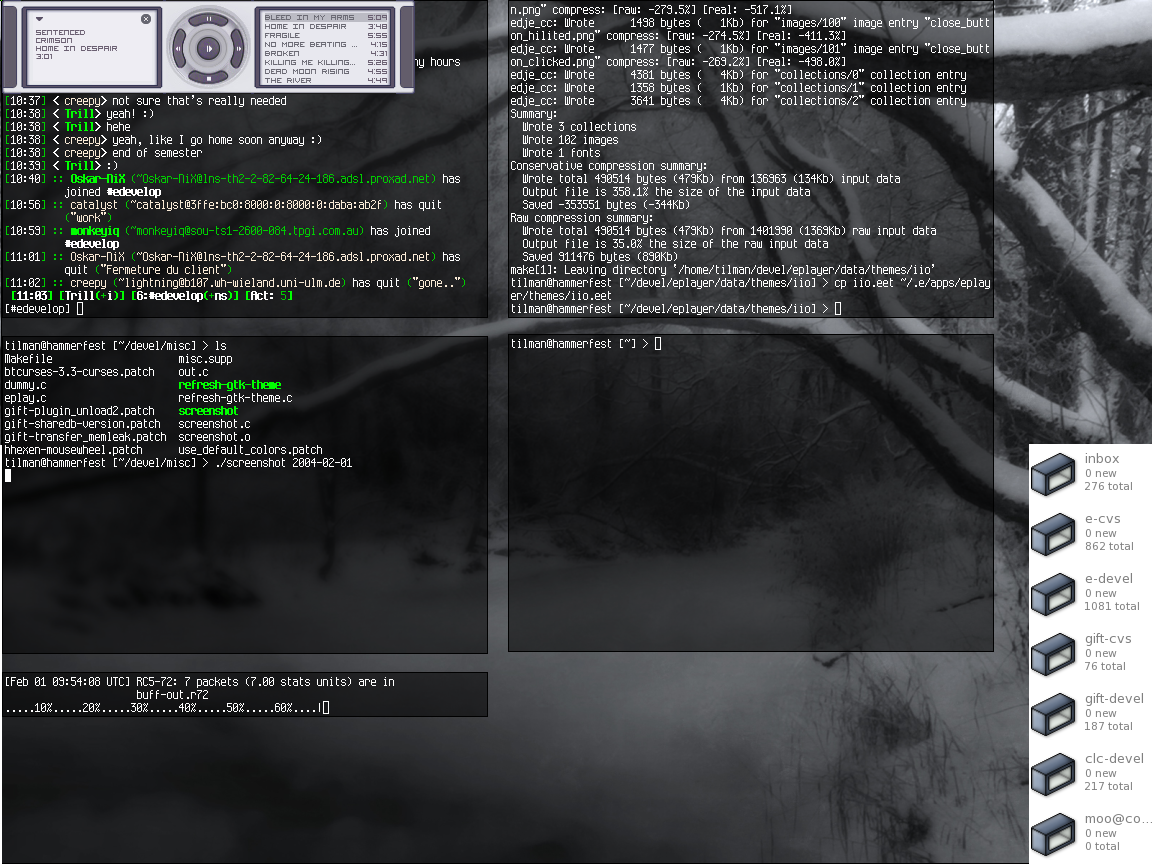 SENTENCED
CRIMSON
HOME IN DESPAIR
3:01
BLEED IN MY ARMS 5:09
HOME IN DESPAIR 3:48
FRAGILE 5:55
NO MORE BEATING ... 4:15
BROKEN 4:31
KILLING ME KILLING... 5:26
DEAD MOON RISING 4:55
THE RIVER 4:49
ny hours
[10:37] < creepy> not sure that's really needed
[10:38] < Trill> yeah! :)
[10:38] < Trill> hehe
[10:38] < creepy> yeah, like I go home soon anyway :)
[10:38] < creepy> end of semester
[10:39] < Trill> :)
[10:40] :: Oskar-NiX (~Oskar-NiX@lns-th2-2-82-64-24-186.adsl.proxad.net) has
joined #edevelop
[10:56] :: catalyst (~catalyst@3ffe:bc0:8000:0:8000:0:daba:ab2f) has quit
("work")
[10:59] :: monkeyiq (~monkeyiq@sou-ts1-2600-084.tpgi.com.au) has joined
#edevelop
[11:01] :: Oskar-NiX (~Oskar-NiX@lns-th2-2-82-64-24-186.adsl.proxad.net) has
quit ("Fermeture du client")
[11:02] :: creepy (~lightning@b107.wh-wieland.uni-ulm.de) has quit ("gone..")
[11:03] [Trill(+i)] [6:#edevelop(+ns)] [Act: 5]
[#edevelop]
n.png" compress: [raw: -279.5%] [real: -517.1%]
edje_cc: Wrote 1498 bytes ( 1Kb) for "images/100" image entry "close_butt
on_hilited.png" compress: [raw: -274.5%] [real: -411.3%]
edje_cc: Wrote 1477 bytes ( 1Kb) for "images/101" image entry "close_butt
on_clicked.png" compress: [raw: -269.2%] [real: -498.0%]
edje_cc: Wrote 4381 bytes ( 4Kb) for "collections/0" collection entry
edje_cc: Wrote 1358 bytes ( 1Kb) for "collections/1" collection entry
edje_cc: Wrote 3641 bytes ( 4Kb) for "collections/2" collection entry
Summary:
Wrote 3 collections
Wrote 102 images
Wrote 1 fonts
Conservative compression summary:
Wrote total 490514 bytes (479Kb) from 136963 (134Kb) input data
Output file is 358.1% the size of the input data
Saved -353551 bytes (-344Kb)
Raw compression summary:
Wrote total 490514 bytes (479Kb) from 1401990 (1369Kb) raw input data
Output file is 35.0% the size of the raw input data
Saved 911476 bytes (890Kb)
make[1]: Leaving directory '/home/tilman/devel/eplayer/data/themes/iio'
tilman@hammerfest [~/devel/eplayer/data/themes/iio] > cp iio.eet ~/.e/apps/eplay
er/themes/iio.eet
tilman@hammerfest [~/devel/eplayer/data/themes/iio] >
tilman@hammerfest [~/devel/misc] > ls
Makefile misc.supp
btcurses-3.3-curses.patch out.c
dummy.c refresh-gtk-theme
eplay.c refresh-gtk-theme.c
gift-plugin_unload2.patch screenshot
gift-sharedb-version.patch screenshot.c
gift-transfer_memleak.patch screenshot.o
hhexen-mousewheel.patch use_default_colors.patch
tilman@hammerfest [~/devel/misc] > ./screenshot 2004-02-01
tilman@hammerfest [~] >
[Feb 01 09:54:08 UTC] RC5-72: 7 packets (7.00 stats units) are in
buff-out.r72
.....10%.....20%.....30%.....40%.....50%.....60%....!
inbox
0 new
276 total
e-cvs
0 new
862 total
e-devel
0 new
1081 total
gift-cvs
0 new
76 total
gift-devel
0 new
187 total
clc-devel
0 new
217 total
moo@co...
0 new
0 total